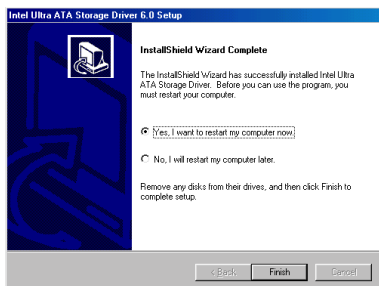 Intel Ultra ATA Storage Driver 6.0 Setup
InstallShield Wizard Complete
The InstallShield Wizard has successfully installed Intel Ultra
ATA Storage Driver. Before you can use the program, you
must restart your computer.
Yes, I want to restart my computer now.
No, I will restart my computer later.
Remove any disks from their drives, and then click Finish to
complete setup.
< Back
Finish
Cancel